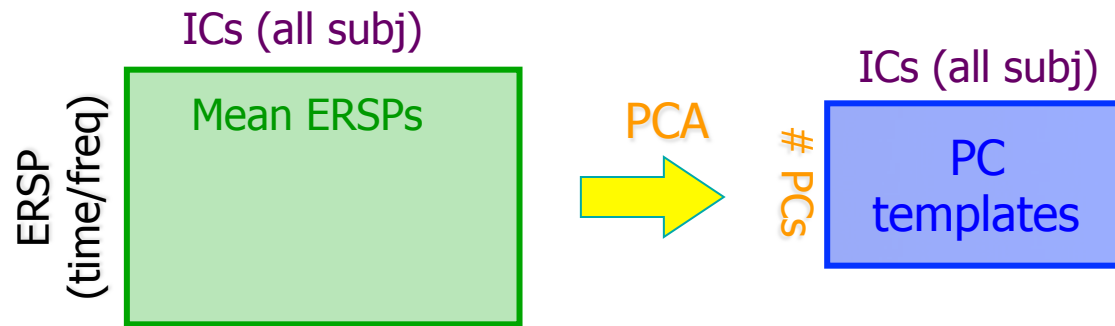 ICs (all subj)
ERSP
(time/freq)
Mean ERSPs
PCA
ICs (all subj)
# PCs
PC
templates